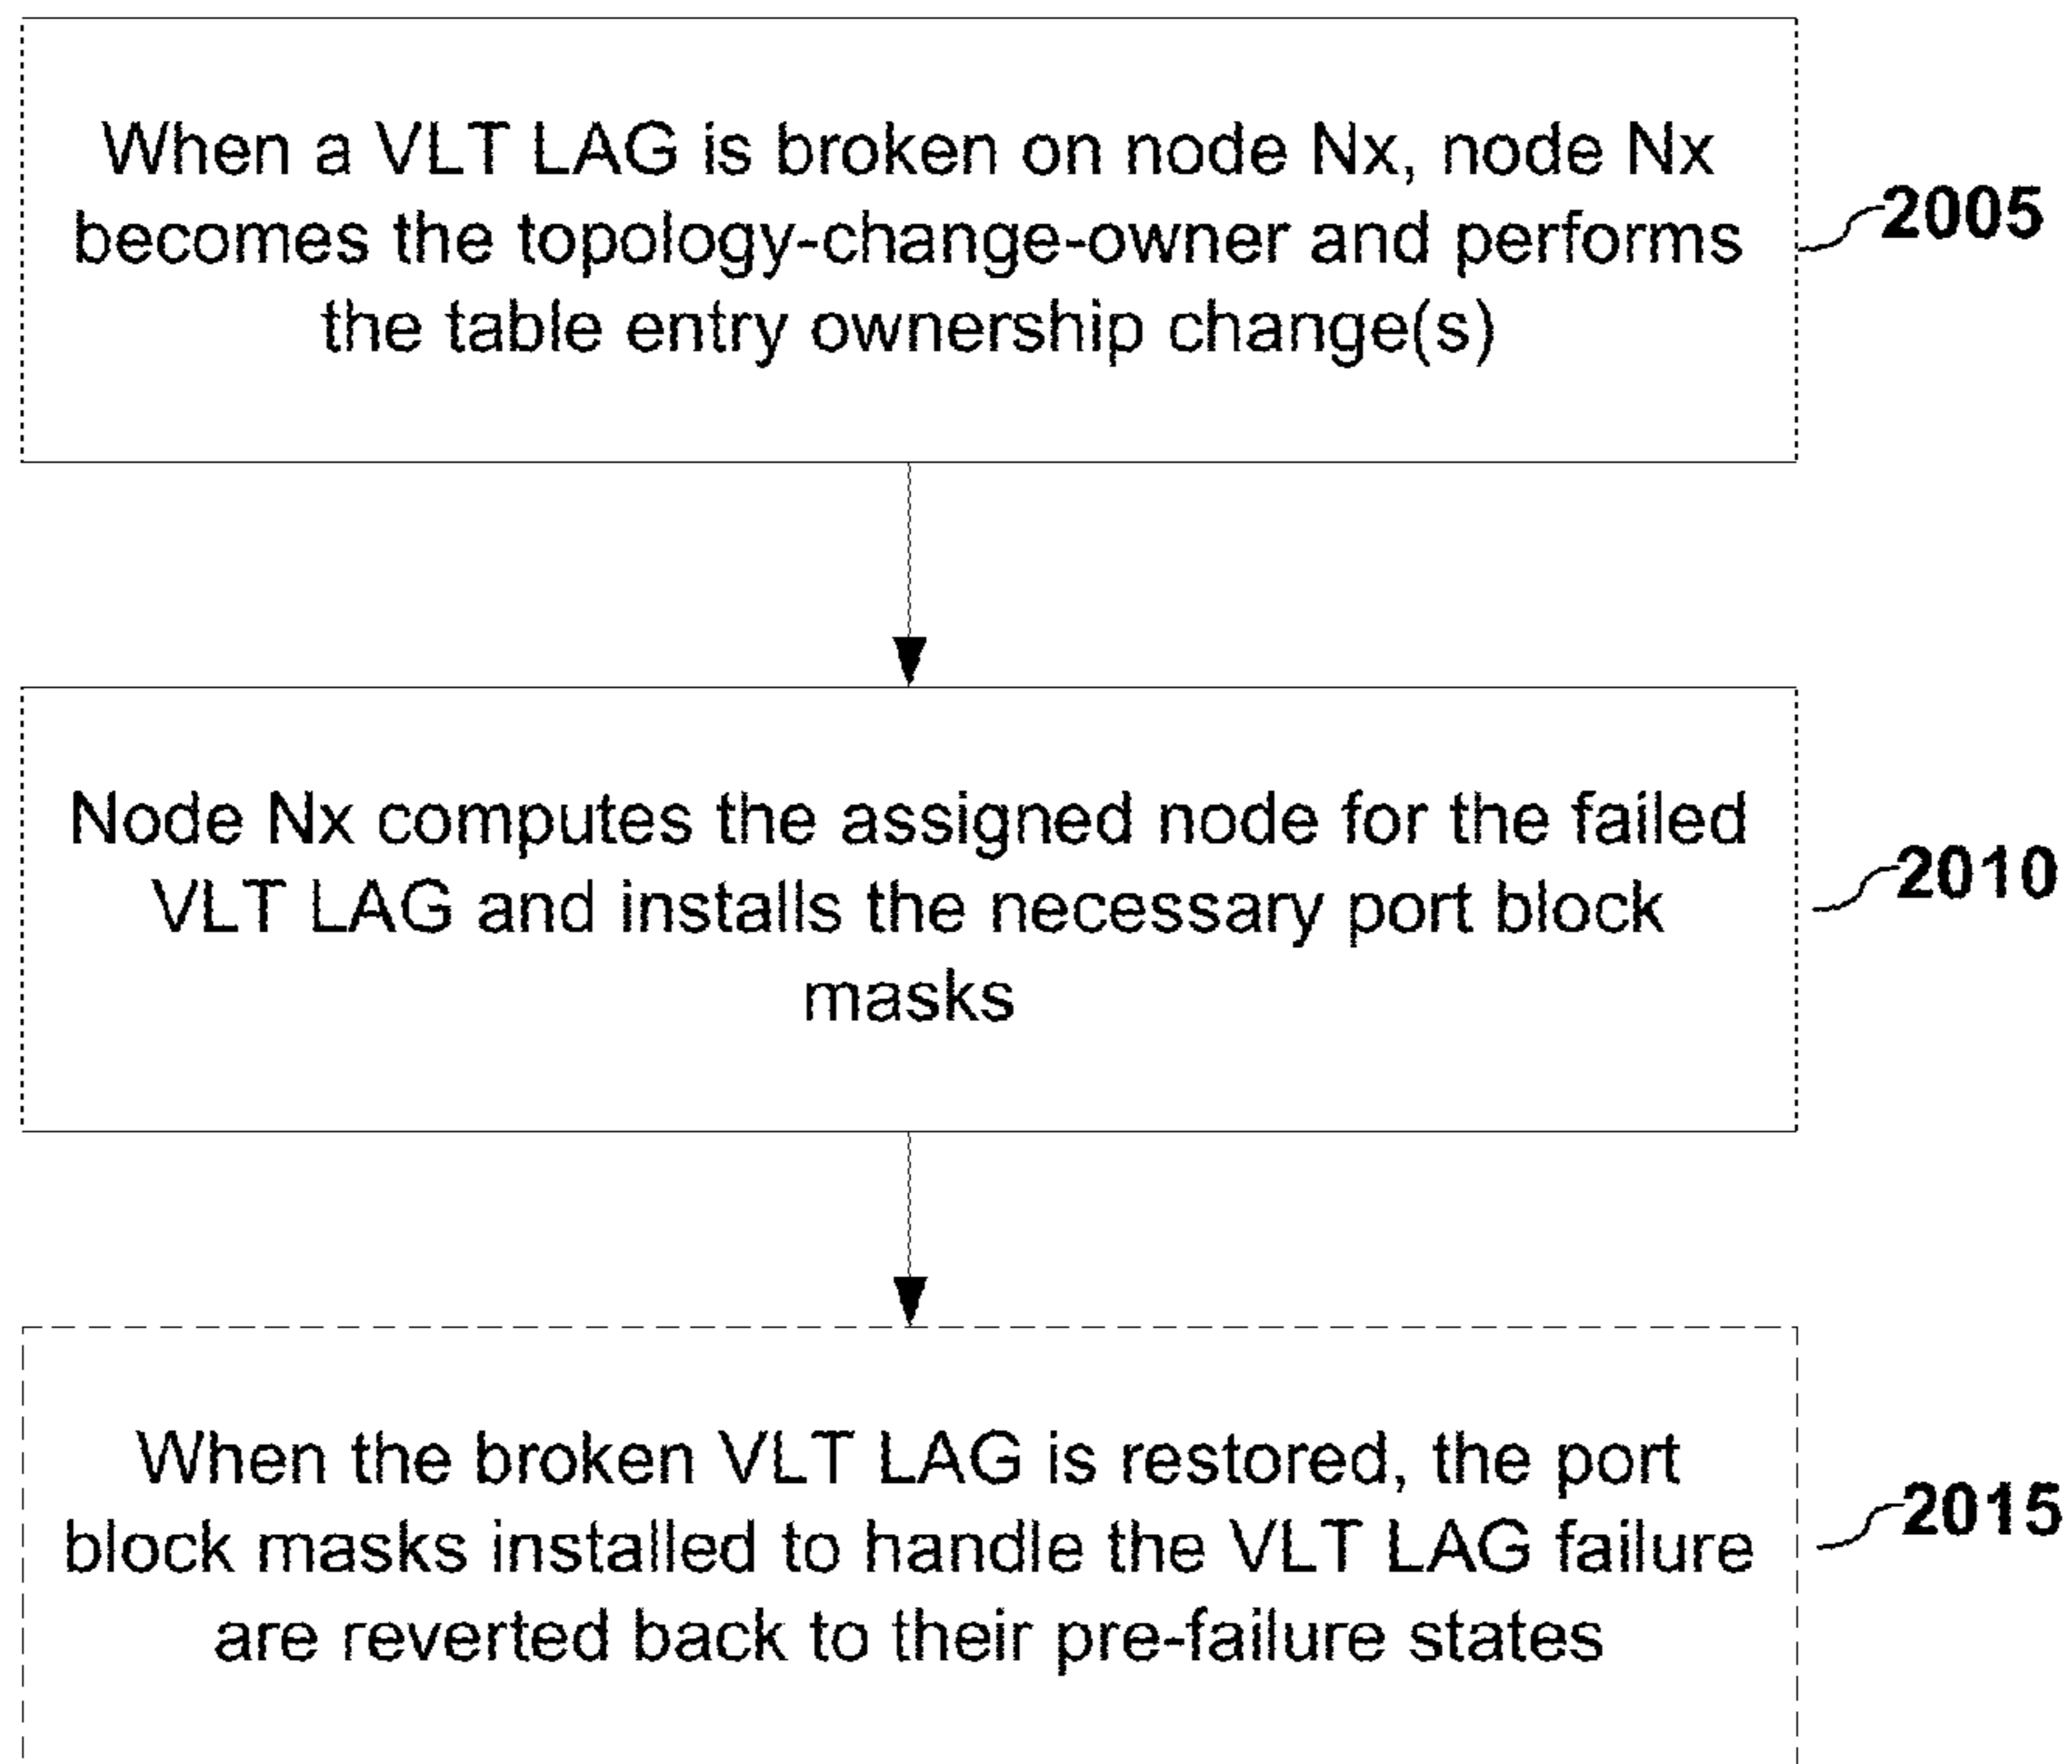 When a VLT LAG is broken on node Nx, node Nx
becomes the topology-change-owner and performs
the table entry ownership change(s)
2005
Node Nx computes the assigned node for the failed
VLT LAG and installs the necessary port block
masks
2010
When the broken VLT LAG is restored, the port
block masks installed to handle the VLT LAG failure
are reverted back to their pre-failure states
2015